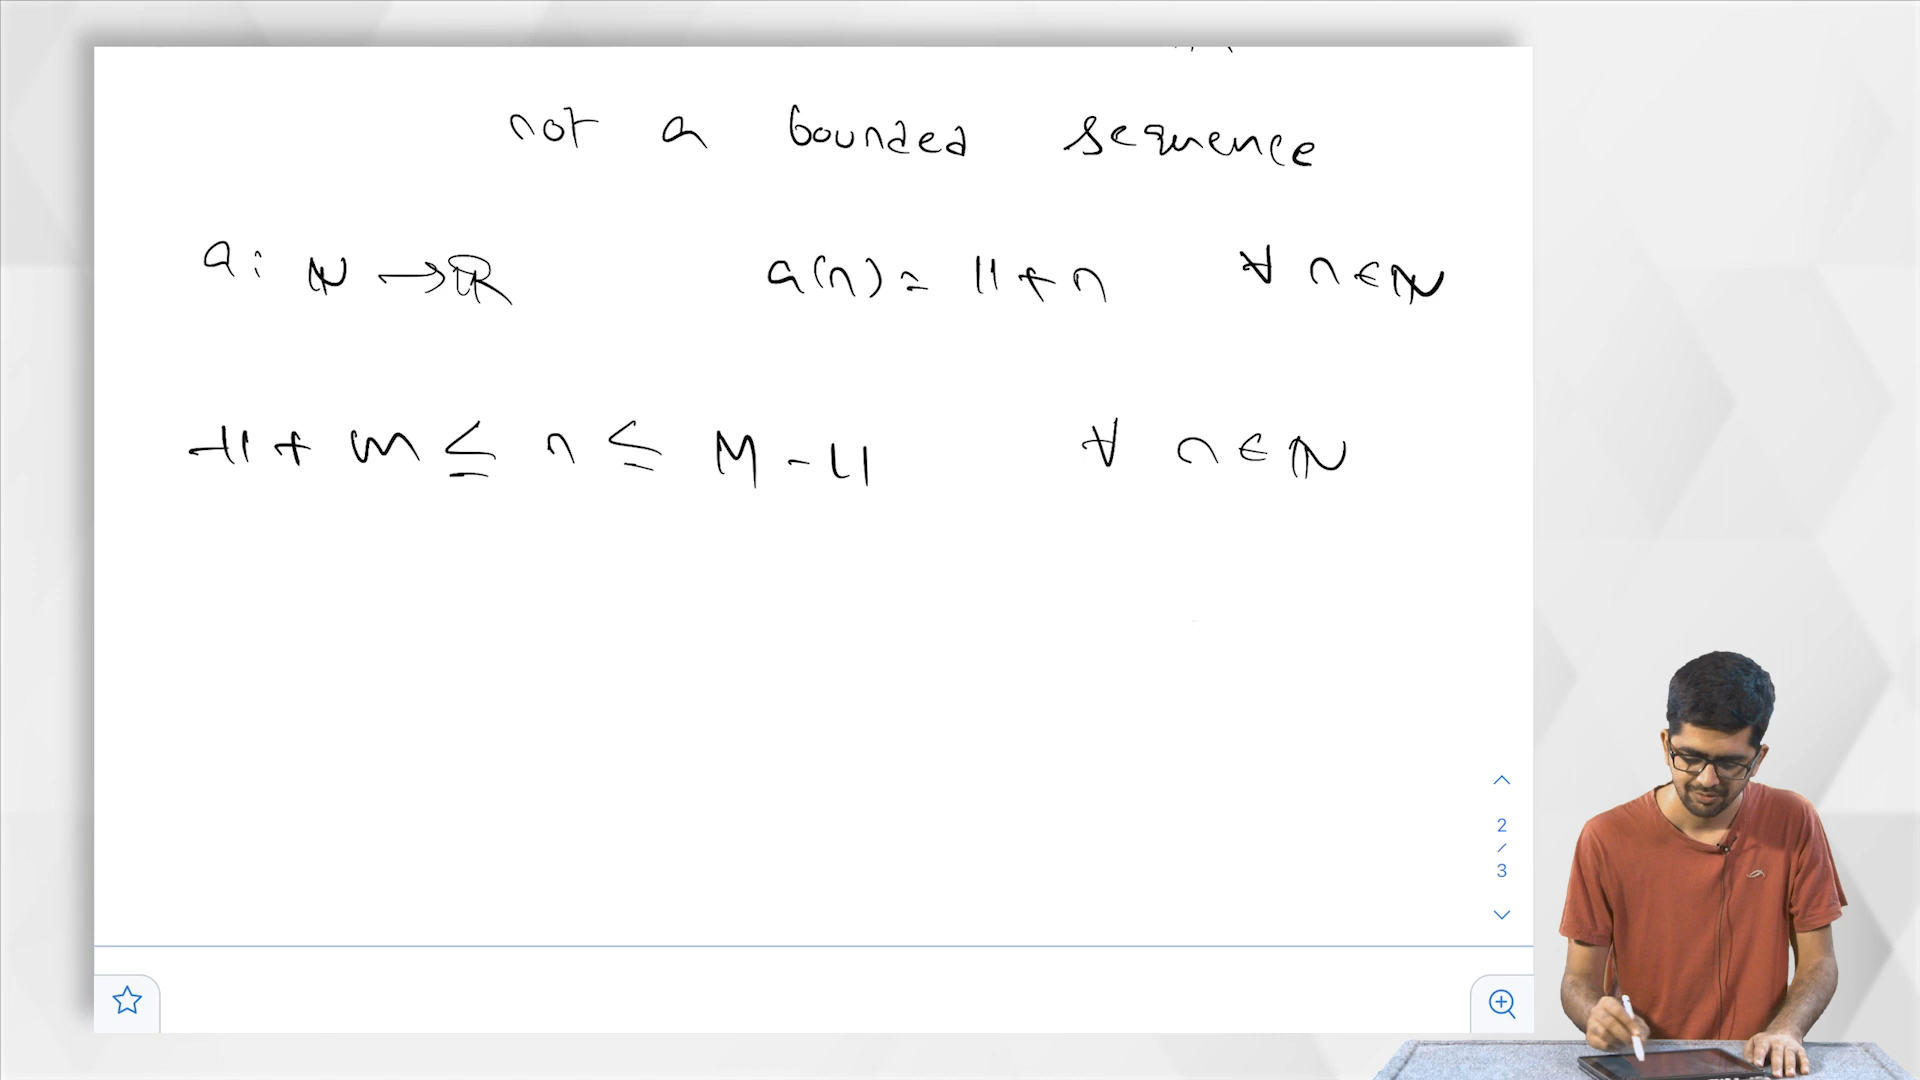 not a bounded sequence
a: ℕ → ℝ a(n) = 11 + n ∀ n ∈ ℕ
-11 + m ≤ n ≤ M - 11 ∀ n ∈ ℕ
2
/
3